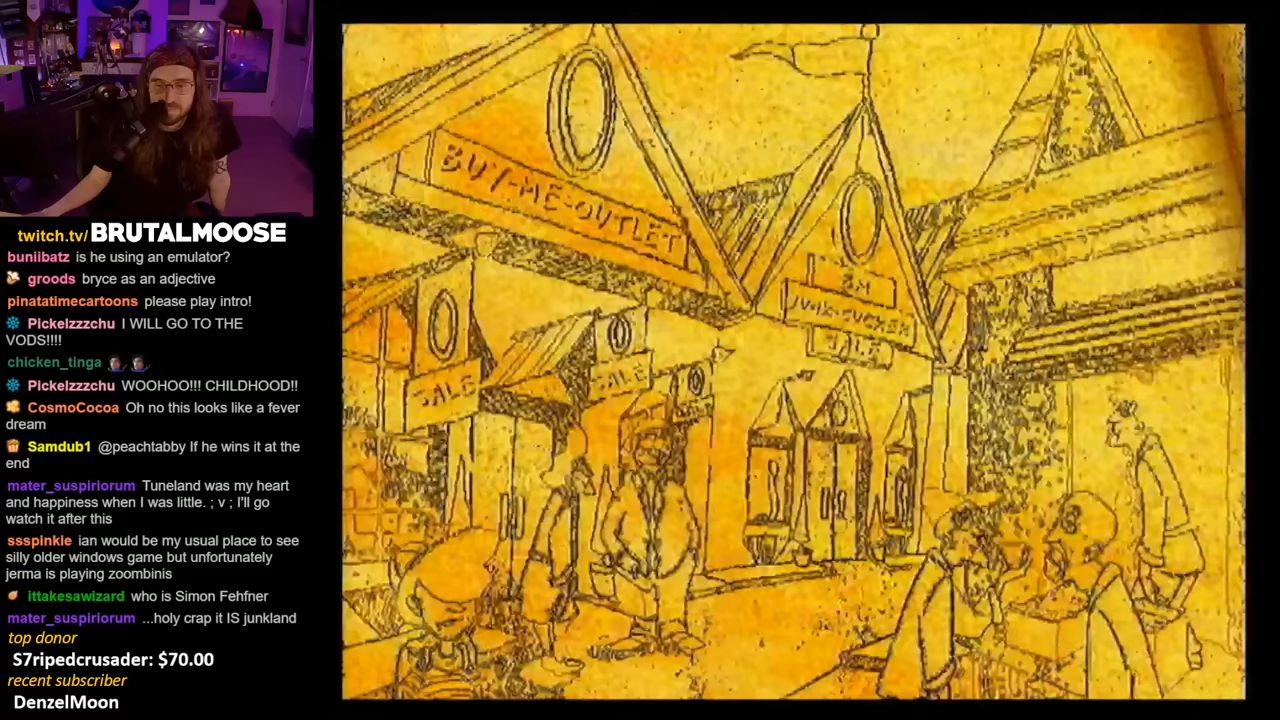 twitch.tv/BRUTALMOOSE
buniibatz is he using an emulator?
groods bryce as an adjective
pinatatimecartoons please play intro!
Pickelzzzchu I WILL GO TO THE
VODS!!!!
chicken_tinga
Pickelzzzchu WOOHOO!!! CHILDHOOD!!
CosmoCocoa Oh no this looks like a fever
dream
Samdub1 @peachtabby If he wins it at the
end
mater_suspiriorum Tuneland was my heart
and happiness when I was little. ; v ; I'll go
watch it after this
ssspinkie ian would be my usual place to see
silly older windows game but unfortunately
jerma is playing zoombinis
ittakesawizard who is Simon Fehfner
mater_suspiriorum ...holy crap it IS junkland
top donor
S7ripedcrusader: $70.00
recent subscriber
DenzelMoon
BUY-ME-OUTLET
SALE
SALE
SALE